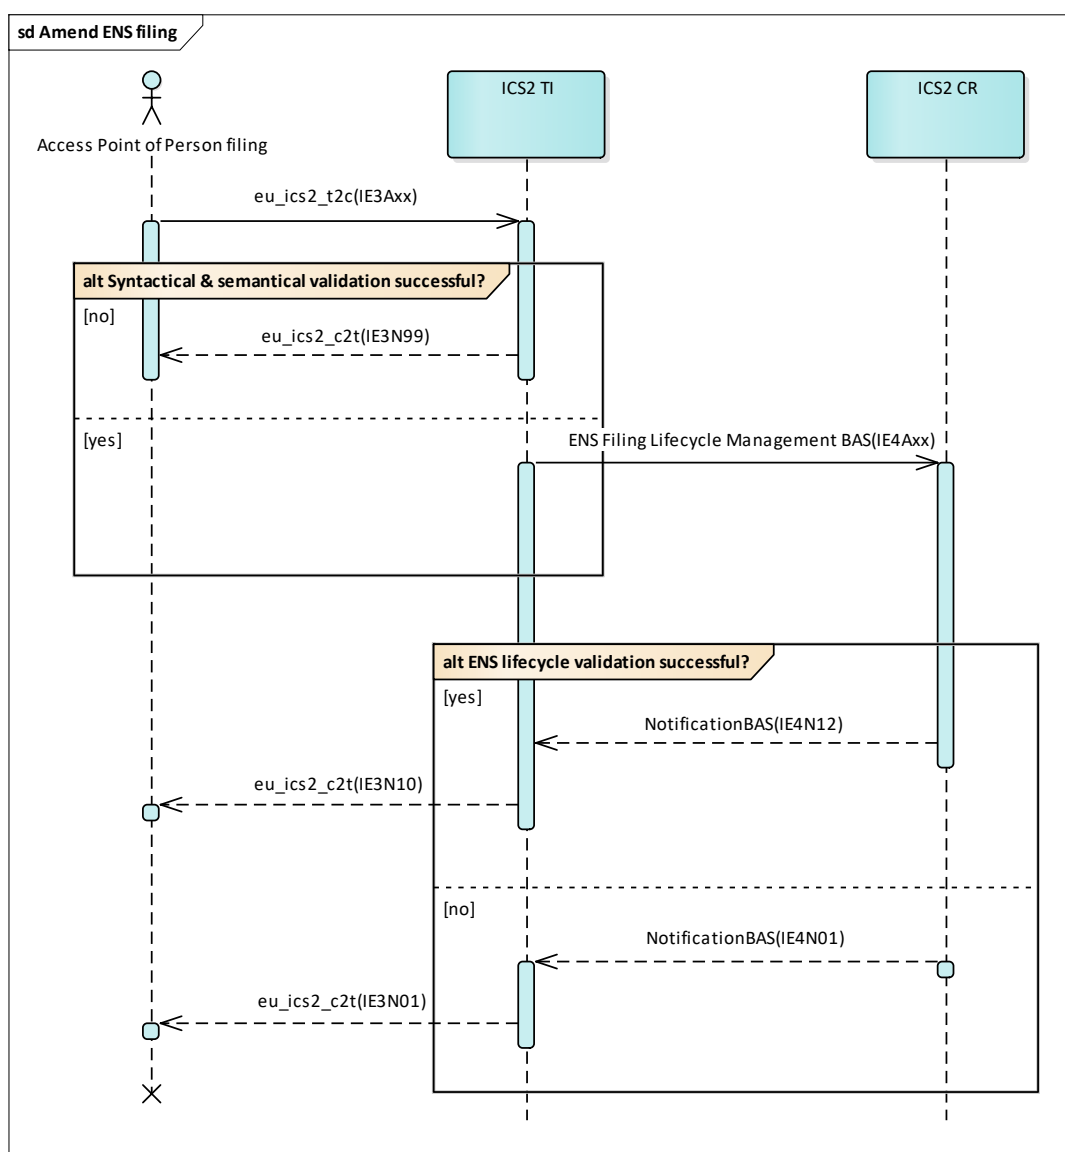 sd Amend ENS filing
ICS2 TI
ICS2 CR
Access Point of Person filing
eu_ics2_t2c(IE3Axx)
alt Syntactical & semantical validation successful?
[no]
eu_ics2_c2t(IE3N99)
[yes]
ENS Filing Lifecycle Management BAS(IE4Axx)
alt ENS lifecycle validation successful?
[yes]
NotificationBAS(IE4N12)
eu_ics2_c2t(IE3N10)
[no]
NotificationBAS(IE4N01)
eu_ics2_c2t(IE3N01)